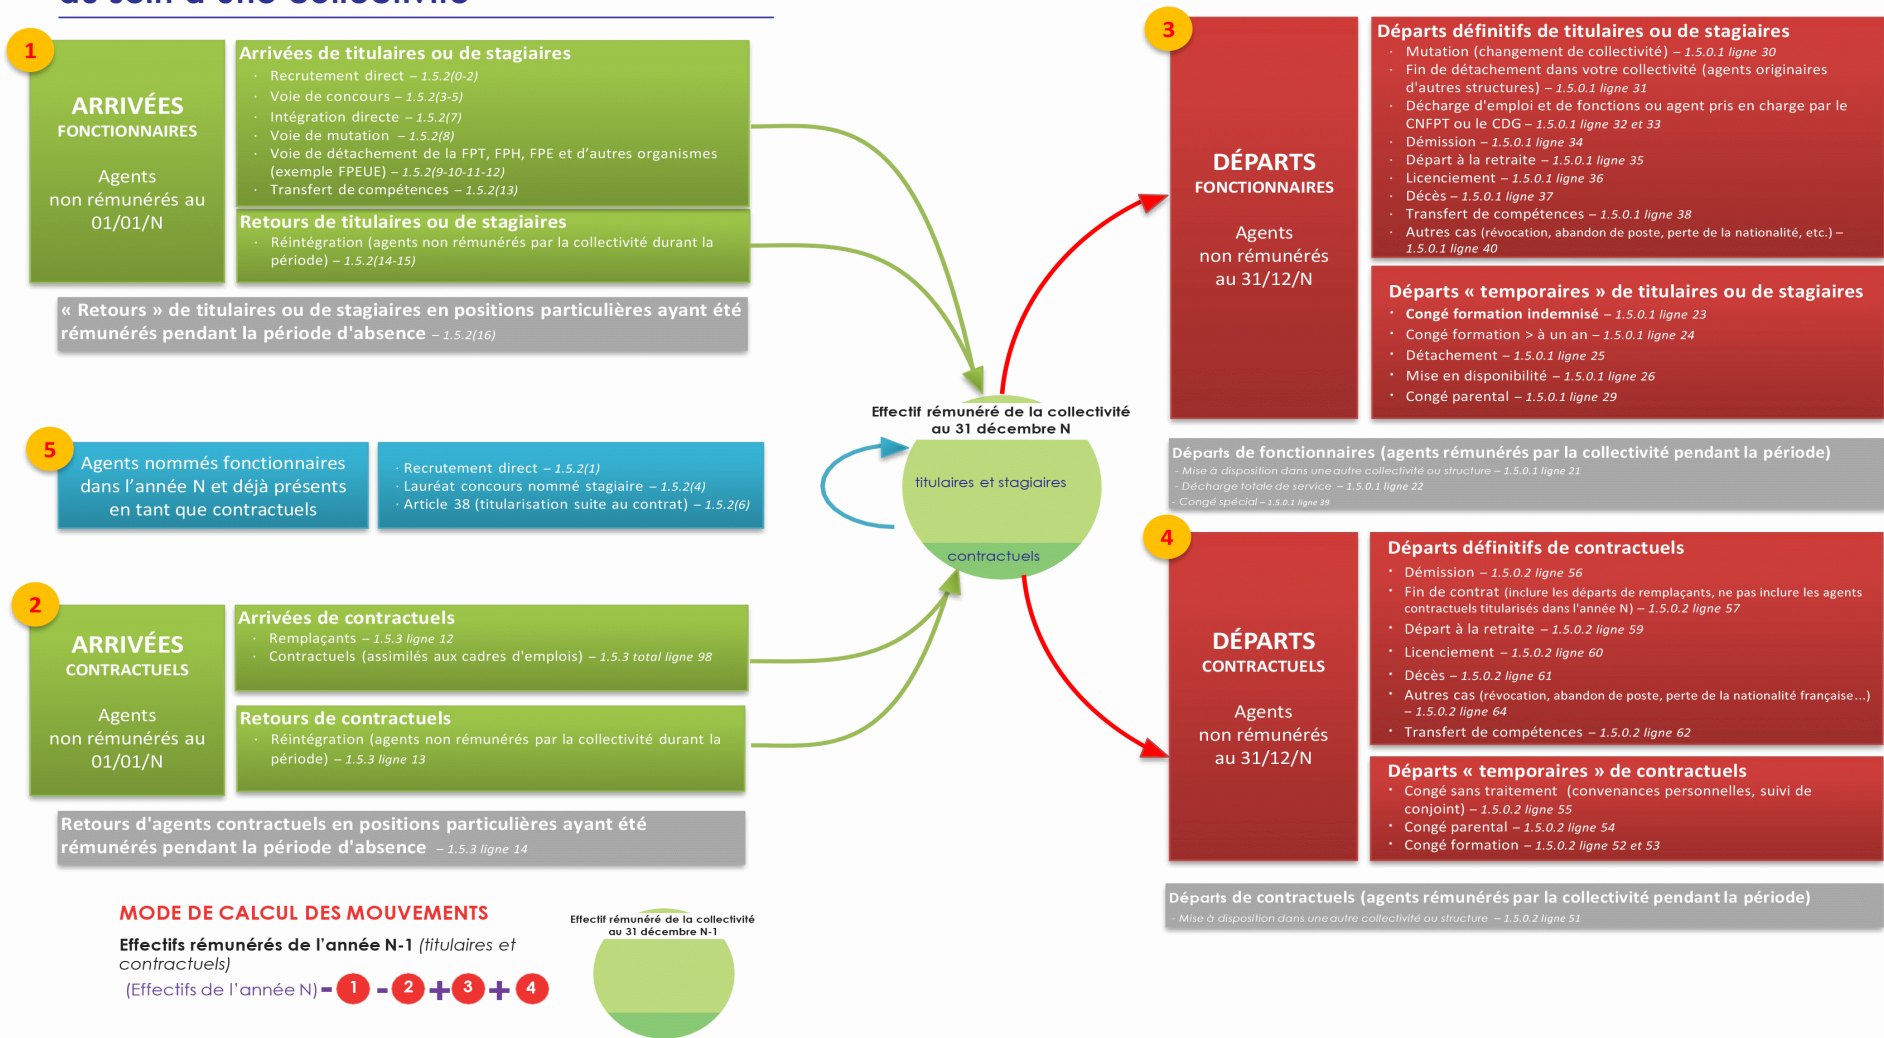 au sein d'une collectivité
1
ARRIVÉES
FONCTIONNAIRES
Agents
non rémunérés au
01/01/N
Arrivées de titulaires ou de stagiaires
· Recrutement direct – 1.5.2(0-2)
· Voie de concours – 1.5.2(3-5)
· Intégration directe – 1.5.2(7)
· Voie de mutation – 1.5.2(8)
· Voie de détachement de la FPT, FPH, FPE et d'autres organismes
(exemple FPEUE) – 1.5.2(9-10-11-12)
· Transfert de compétences – 1.5.2(13)
Retours de titulaires ou de stagiaires
· Réintégration (agents non rémunérés par la collectivité durant la
période) – 1.5.2(14-15)
« Retours » de titulaires ou de stagiaires en positions particulières ayant été
rémunérés pendant la période d'absence – 1.5.2(16)
5
Agents nommés fonctionnaires
dans l'année N et déjà présents
en tant que contractuels
· Recrutement direct – 1.5.2(1)
· Lauréat concours nommé stagiaire – 1.5.2(4)
· Article 38 (titularisation suite au contrat) – 1.5.2(6)
2
ARRIVÉES
CONTRACTUELS
Agents
non rémunérés au
01/01/N
Arrivées de contractuels
· Remplaçants – 1.5.3 ligne 12
· Contractuels (assimilés aux cadres d'emplois) – 1.5.3 total ligne 98
Retours de contractuels
· Réintégration (agents non rémunérés par la collectivité durant la
période) – 1.5.3 ligne 13
Retours d'agents contractuels en positions particulières ayant été
rémunérés pendant la période d'absence – 1.5.3 ligne 14
MODE DE CALCUL DES MOUVEMENTS
Effectifs rémunérés de l'année N-1 (titulaires et
contractuels)
(Effectifs de l'année N) - 1 - 2 + 3 + 4
Effectif rémunéré de la collectivité
au 31 décembre N-1
Effectif rémunéré de la collectivité
au 31 décembre N
titulaires et stagiaires
contractuels
3
DÉPARTS
FONCTIONNAIRES
Agents
non rémunérés
au 31/12/N
Départs définitifs de titulaires ou de stagiaires
· Mutation (changement de collectivité) – 1.5.0.1 ligne 30
· Fin de détachement dans votre collectivité (agents originaires
d'autres structures) – 1.5.0.1 ligne 31
· Décharge d'emploi et de fonctions ou agent pris en charge par le
CNFPT ou le CDG – 1.5.0.1 ligne 32 et 33
· Démission – 1.5.0.1 ligne 34
· Départ à la retraite – 1.5.0.1 ligne 35
· Licenciement – 1.5.0.1 ligne 36
· Décès – 1.5.0.1 ligne 37
· Transfert de compétences – 1.5.0.1 ligne 38
· Autres cas (révocation, abandon de poste, perte de la nationalité, etc.) –
1.5.0.1 ligne 40
Départs « temporaires » de titulaires ou de stagiaires
· Congé formation indemnisé – 1.5.0.1 ligne 23
· Congé formation > à un an – 1.5.0.1 ligne 24
· Détachement – 1.5.0.1 ligne 25
· Mise en disponibilité – 1.5.0.1 ligne 26
· Congé parental – 1.5.0.1 ligne 29
Départs de fonctionnaires (agents rémunérés par la collectivité pendant la période)
- Mise à disposition dans une autre collectivité ou structure – 1.5.0.1 ligne 21
- Décharge totale de service – 1.5.0.1 ligne 22
- Congé spécial – 1.5.0.1 ligne 39
4
DÉPARTS
CONTRACTUELS
Agents
non rémunérés
au 31/12/N
Départs définitifs de contractuels
· Démission – 1.5.0.2 ligne 56
· Fin de contrat (inclure les départs de remplaçants, ne pas inclure les agents
contractuels titularisés dans l'année N) – 1.5.0.2 ligne 57
· Départ à la retraite – 1.5.0.2 ligne 59
· Licenciement – 1.5.0.2 ligne 60
· Décès – 1.5.0.2 ligne 61
· Autres cas (révocation, abandon de poste, perte de la nationalité française...)
– 1.5.0.2 ligne 64
· Transfert de compétences – 1.5.0.2 ligne 62
Départs « temporaires » de contractuels
· Congé sans traitement (convenances personnelles, suivi de
conjoint) – 1.5.0.2 ligne 55
· Congé parental – 1.5.0.2 ligne 54
· Congé formation – 1.5.0.2 ligne 52 et 53
Départs de contractuels (agents rémunérés par la collectivité pendant la période)
- Mise à disposition dans une autre collectivité ou structure – 1.5.0.2 ligne 51